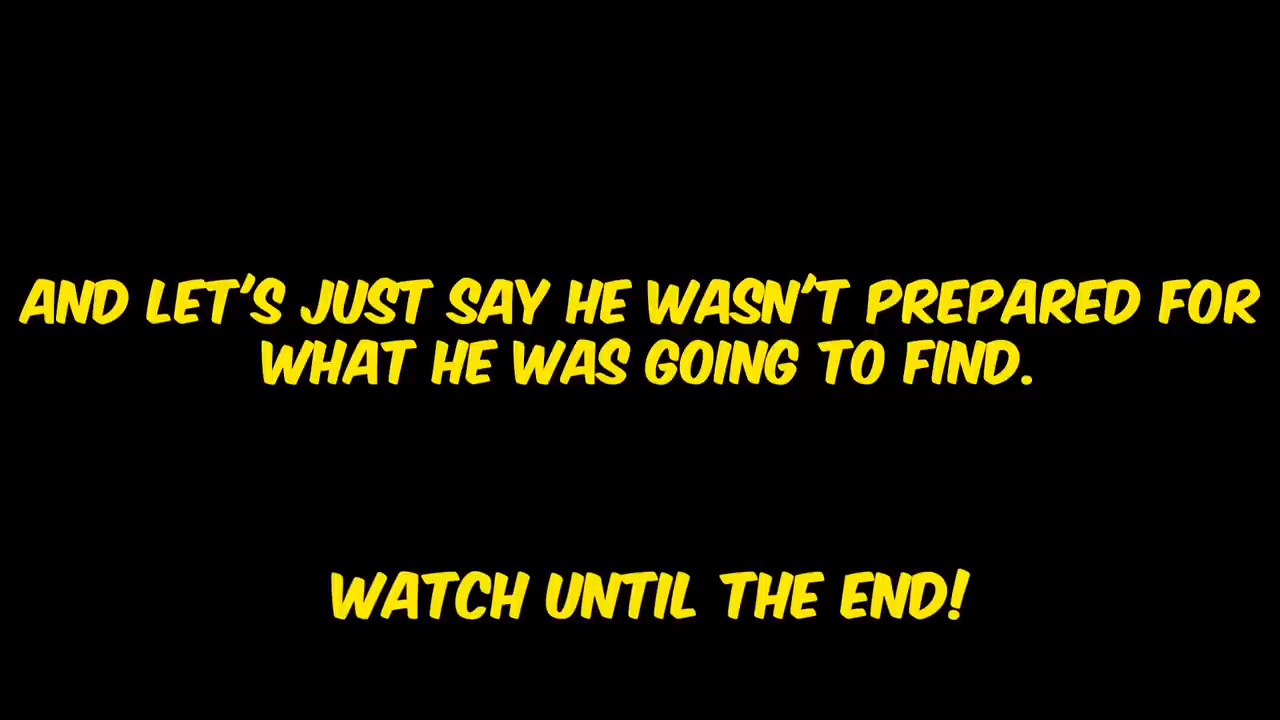 AND LET'S JUST SAY HE WASN'T PREPARED FOR
WHAT HE WAS GOING TO FIND.
WATCH UNTIL THE END!